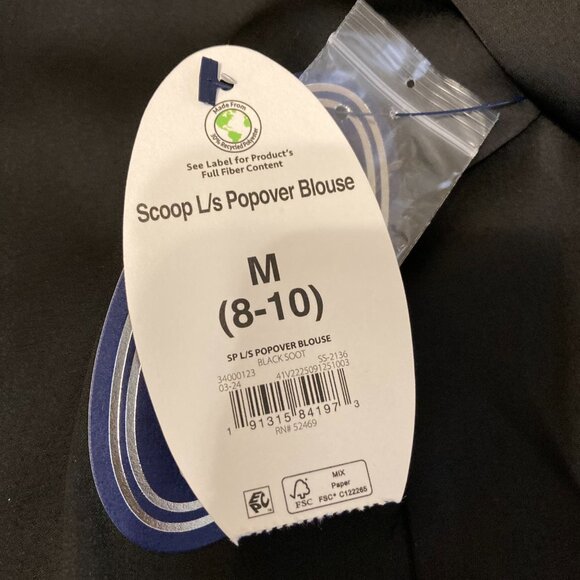 Made From
30% Recycled Polyester
See Label for Product's
Full Fiber Content
Scoop L/s Popover Blouse
M
(8-10)
SP L/S POPOVER BLOUSE
BLACK SOOT
34000123 SS-2136
03-24 41V2225091251003
1 91315 84197 3
RN# 52469
EPC
FSC
MIX
Paper
FSC® C122265